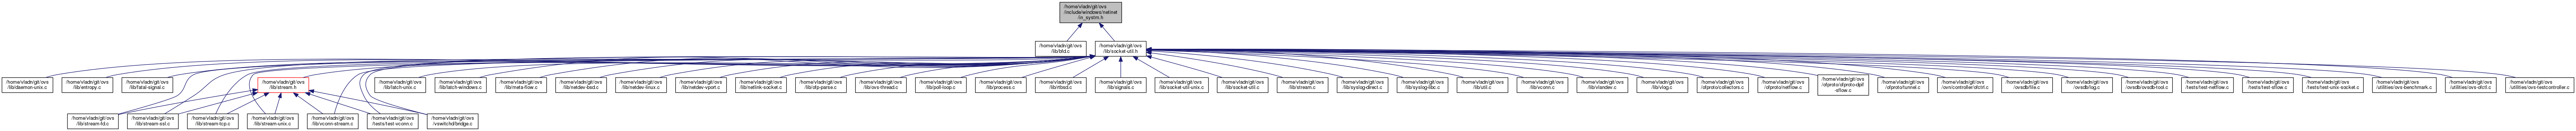 /home/vladn/git/ovs
/include/windows/netinet
/in_systm.h
/home/vladn/git/ovs
/lib/bfd.c
/home/vladn/git/ovs
/lib/socket-util.h
/home/vladn/git/ovs
/lib/daemon-unix.c
/home/vladn/git/ovs
/lib/entropy.c
/home/vladn/git/ovs
/lib/fatal-signal.c
/home/vladn/git/ovs
/lib/stream.h
/home/vladn/git/ovs
/lib/latch-unix.c
/home/vladn/git/ovs
/lib/latch-windows.c
/home/vladn/git/ovs
/lib/meta-flow.c
/home/vladn/git/ovs
/lib/netdev-bsd.c
/home/vladn/git/ovs
/lib/netdev-linux.c
/home/vladn/git/ovs
/lib/netdev-vport.c
/home/vladn/git/ovs
/lib/netlink-socket.c
/home/vladn/git/ovs
/lib/ofp-parse.c
/home/vladn/git/ovs
/lib/ovs-thread.c
/home/vladn/git/ovs
/lib/poll-loop.c
/home/vladn/git/ovs
/lib/process.c
/home/vladn/git/ovs
/lib/rtbsd.c
/home/vladn/git/ovs
/lib/signals.c
/home/vladn/git/ovs
/lib/socket-util-unix.c
/home/vladn/git/ovs
/lib/socket-util.c
/home/vladn/git/ovs
/lib/stream.c
/home/vladn/git/ovs
/lib/syslog-direct.c
/home/vladn/git/ovs
/lib/syslog-libc.c
/home/vladn/git/ovs
/lib/util.c
/home/vladn/git/ovs
/lib/vconn.c
/home/vladn/git/ovs
/lib/vlandev.c
/home/vladn/git/ovs
/lib/vlog.c
/home/vladn/git/ovs
/ofproto/collectors.c
/home/vladn/git/ovs
/ofproto/netflow.c
/home/vladn/git/ovs
/ofproto/ofproto-dpif
-sflow.c
/home/vladn/git/ovs
/ofproto/tunnel.c
/home/vladn/git/ovs
/ovn/controller/ofctrl.c
/home/vladn/git/ovs
/ovsdb/file.c
/home/vladn/git/ovs
/ovsdb/log.c
/home/vladn/git/ovs
/ovsdb/ovsdb-tool.c
/home/vladn/git/ovs
/tests/test-netflow.c
/home/vladn/git/ovs
/tests/test-sflow.c
/home/vladn/git/ovs
/tests/test-unix-socket.c
/home/vladn/git/ovs
/utilities/ovs-benchmark.c
/home/vladn/git/ovs
/utilities/ovs-ofctl.c
/home/vladn/git/ovs
/utilities/ovs-testcontroller.c
/home/vladn/git/ovs
/lib/stream-fd.c
/home/vladn/git/ovs
/lib/stream-ssl.c
/home/vladn/git/ovs
/lib/stream-tcp.c
/home/vladn/git/ovs
/lib/stream-unix.c
/home/vladn/git/ovs
/lib/vconn-stream.c
/home/vladn/git/ovs
/tests/test-vconn.c
/home/vladn/git/ovs
/vswitchd/bridge.c